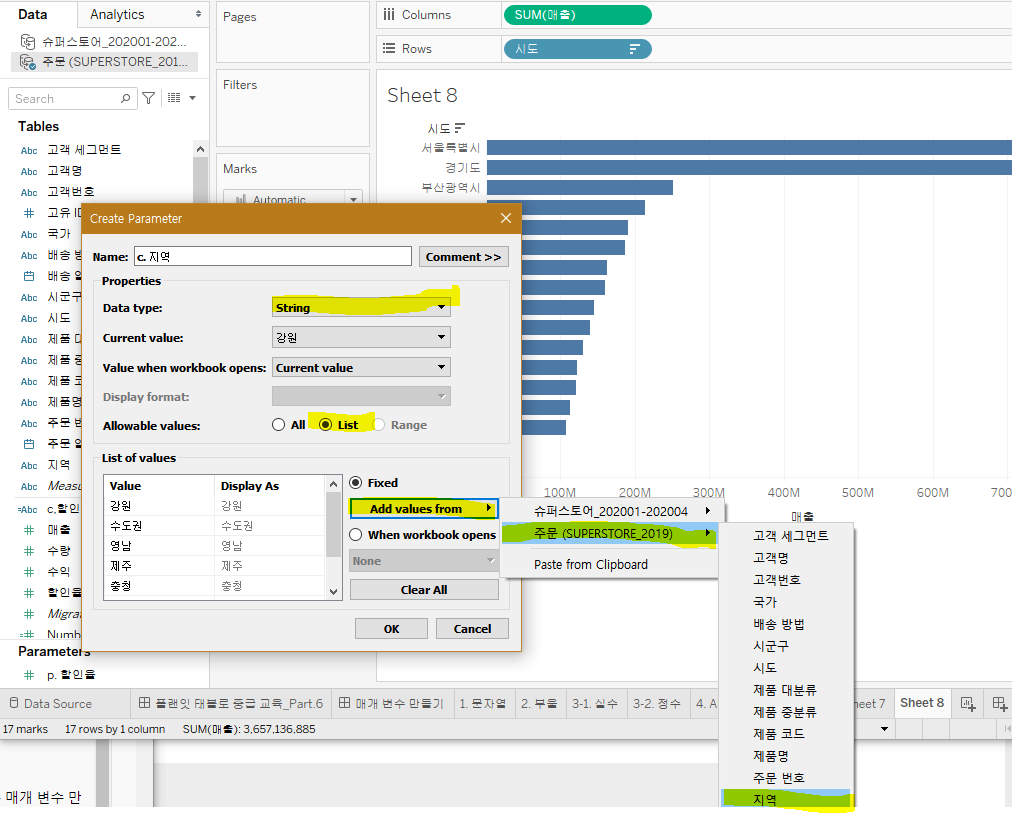 Data
Analytics
슈퍼스토어_202001-202...
주문 (SUPERSTORE_201...
Search
Tables
Abc 고객 세그먼트
Abc 고객명
Abc 고객번호
# 고유 ID
Abc 국가
Abc 배송 방
배송 일
Abc 시군구
Abc 시도
Abc 제품 대
Abc 제품 중
Abc 제품 코
Abc 제품명
Abc 주문 번
주문 일
Abc 지역
Abc Measu
=Abc c.할인
# 매출
# 수량
# 수익
# 할인율
# Migrat
=# Numb
Parameters
# p. 할인율
Pages
Filters
Marks
Automatic
Columns
SUM(매출)
Rows
시도
Sheet 8
시도
서울특별시
경기도
부산광역시
100M 200M 300M 400M 500M 600M 700
매출
Create Parameter
Name: c. 지역
Comment >>
Properties
Data type: String
Current value: 강원
Value when workbook opens: Current value
Display format:
Allowable values: All List Range
List of values
Value Display As
강원 강원
수도권 수도권
영남 영남
제주 제주
충청 충청
Fixed
Add values from
When workbook opens
None
Clear All
OK
Cancel
슈퍼스토어_202001-202004
주문 (SUPERSTORE_2019)
Paste from Clipboard
고객 세그먼트
고객명
고객번호
국가
배송 방법
시군구
시도
제품 대분류
제품 중분류
제품 코드
제품명
주문 번호
지역
Data Source
플랜잇 태블로 중급 교육_Part.6
매개 변수 만들기
1. 문자열
2. 부울
3-1. 실수
3-2. 정수
4. A
eet 7
Sheet 8
17 marks
17 rows by 1 column
SUM(매출): 3,657,136,885
매개 변수 만